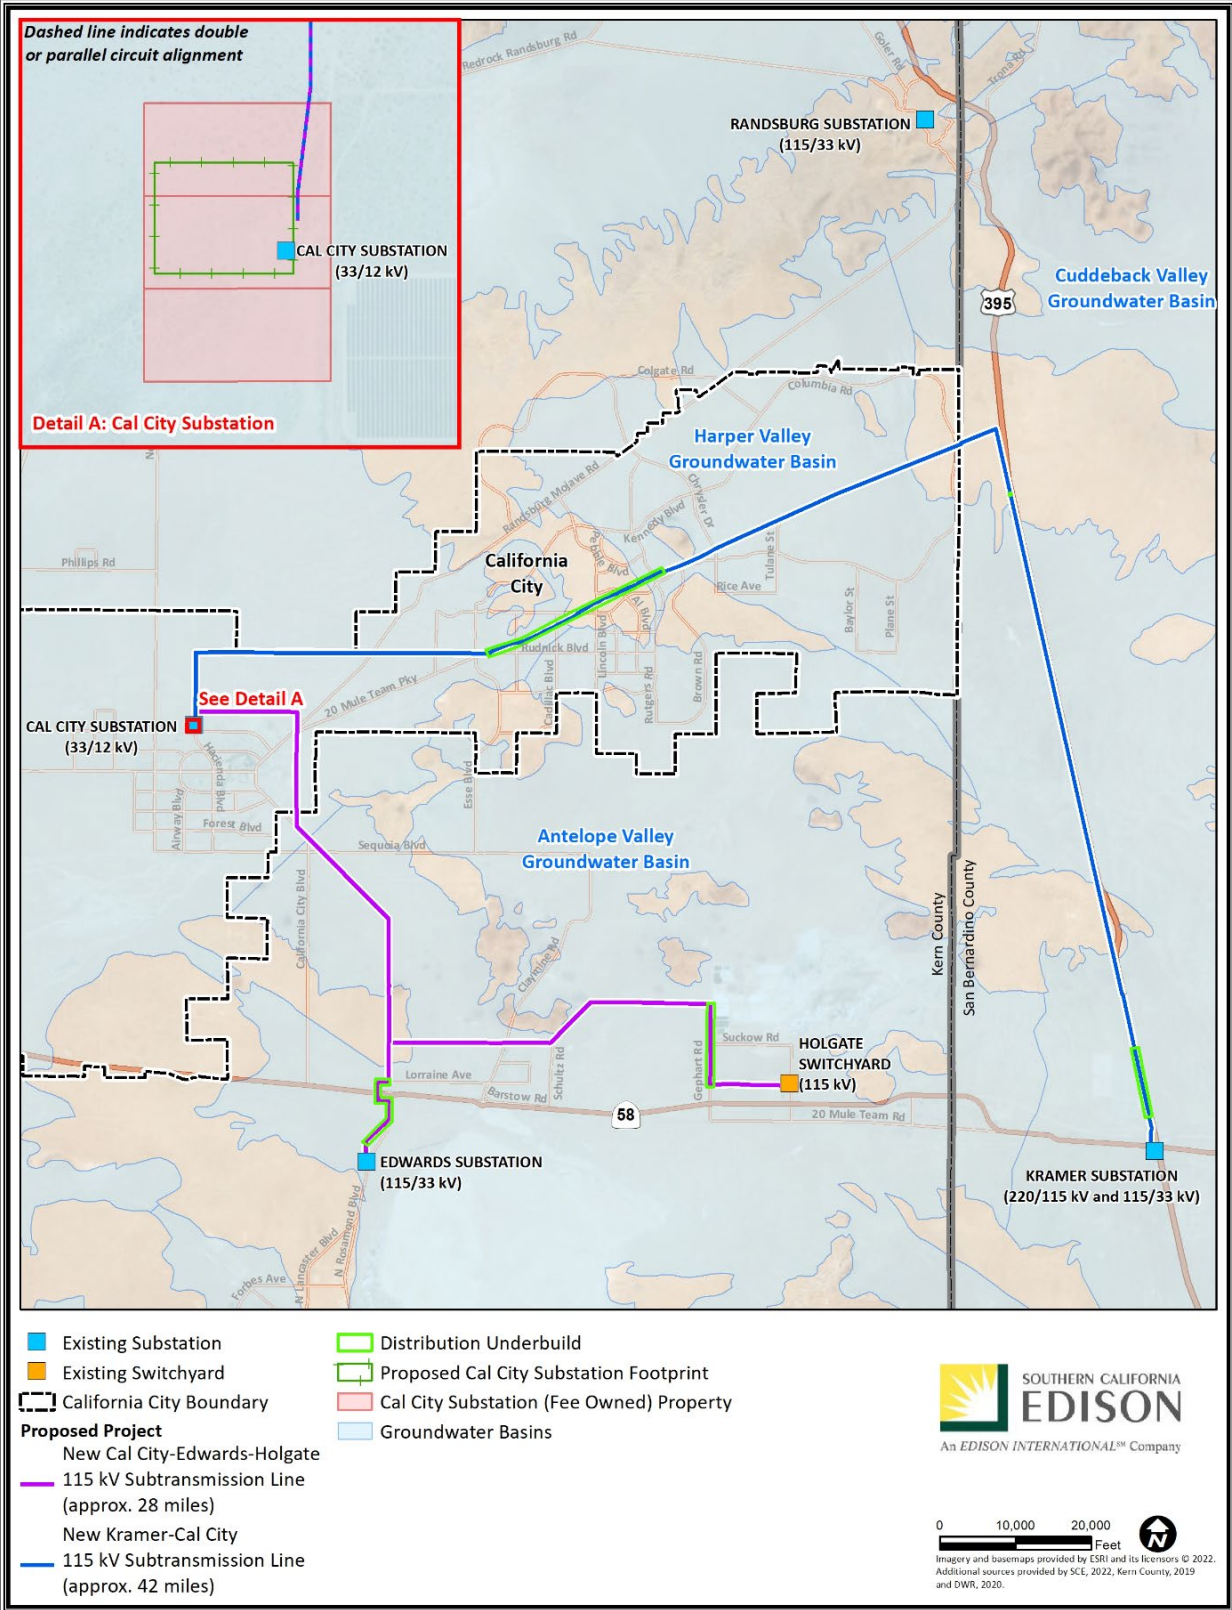 Dashed line indicates double
or parallel circuit alignment
CAL CITY SUBSTATION
(33/12 kV)
Detail A: Cal City Substation
Redrock Randsburg Rd
Goler Rd
Trona Rd
RANDSBURG SUBSTATION
(115/33 kV)
Cuddeback Valley
Groundwater Basin
395
Colgate Rd
Columbia Rd
Harper Valley
Groundwater Basin
Randsburg Mojave Rd
Chrysler Dr
Kennedy Blvd
Pebble Blvd
Tulane St
Phillips Rd
California
City
Rice Ave
Al Blvd
Baylor St
Plane St
Rudnick Blvd
Lincoln Blvd
Cadillac Blvd
Rutgers Rd
Brown Rd
20 Mule Team Pky
See Detail A
CAL CITY SUBSTATION
(33/12 kV)
Hacienda Blvd
Airway Blvd
Forest Blvd
Esse Blvd
Sequoia Blvd
Antelope Valley
Groundwater Basin
California City Blvd
Kern County
San Bernardino County
Claymine Rd
Suckow Rd
HOLGATE
SWITCHYARD
(115 kV)
Gephart Rd
Schultz Rd
Lorraine Ave
Barstow Rd
58
20 Mule Team Rd
EDWARDS SUBSTATION
(115/33 kV)
KRAMER SUBSTATION
(220/115 kV and 115/33 kV)
N Rosamond Blvd
N Lancaster Blvd
Forbes Ave
Existing Substation
Existing Switchyard
California City Boundary
Proposed Project
New Cal City-Edwards-Holgate
115 kV Subtransmission Line
(approx. 28 miles)
New Kramer-Cal City
115 kV Subtransmission Line
(approx. 42 miles)
Distribution Underbuild
Proposed Cal City Substation Footprint
Cal City Substation (Fee Owned) Property
Groundwater Basins
SOUTHERN CALIFORNIA
EDISON
An EDISON INTERNATIONAL℠ Company
0 10,000 20,000
Feet
N
Imagery and basemaps provided by ESRI and its licensors © 2022.
Additional sources provided by SCE, 2022, Kern County, 2019
and DWR, 2020.